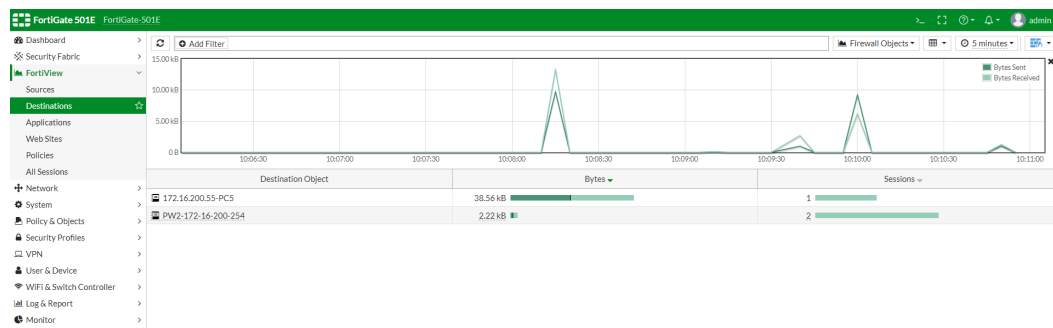 FortiGate 501E FortiGate-501E >_ admin
Dashboard
Security Fabric
FortiView
Sources
Destinations
Applications
Web Sites
Policies
All Sessions
Network
System
Policy & Objects
Security Profiles
VPN
User & Device
WiFi & Switch Controller
Log & Report
Monitor
Add Filter Firewall Objects 5 minutes
15.00 kB
10.00 kB
5.00 kB
0 B
Bytes Sent
Bytes Received
10:06:30 10:07:00 10:07:30 10:08:00 10:08:30 10:09:00 10:09:30 10:10:00 10:10:30 10:11:00
Destination Object Bytes Sessions
172.16.200.55-PC5 38.56 kB 1
PW2-172-16-200-254 2.22 kB 2